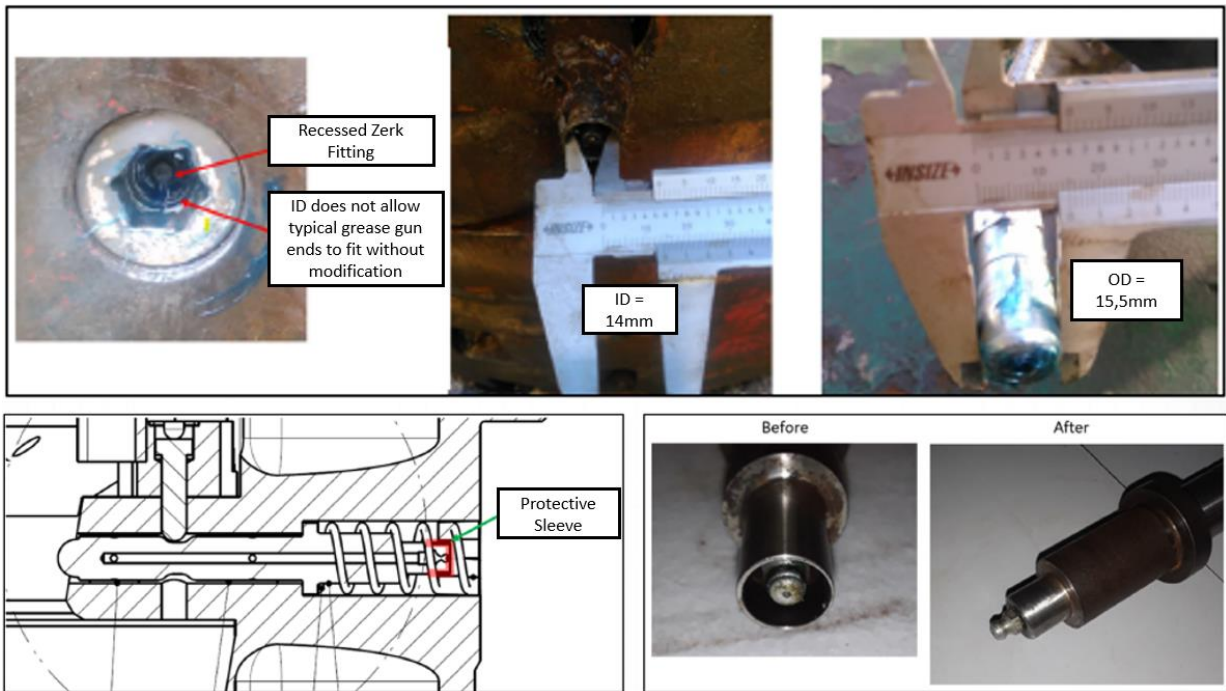 Recessed Zerk
Fitting
ID does not allow
typical grease gun
ends to fit without
modification
INSIZE
ID =
14mm
INSIZE
OD =
15,5mm
Protective
Sleeve
Before
After